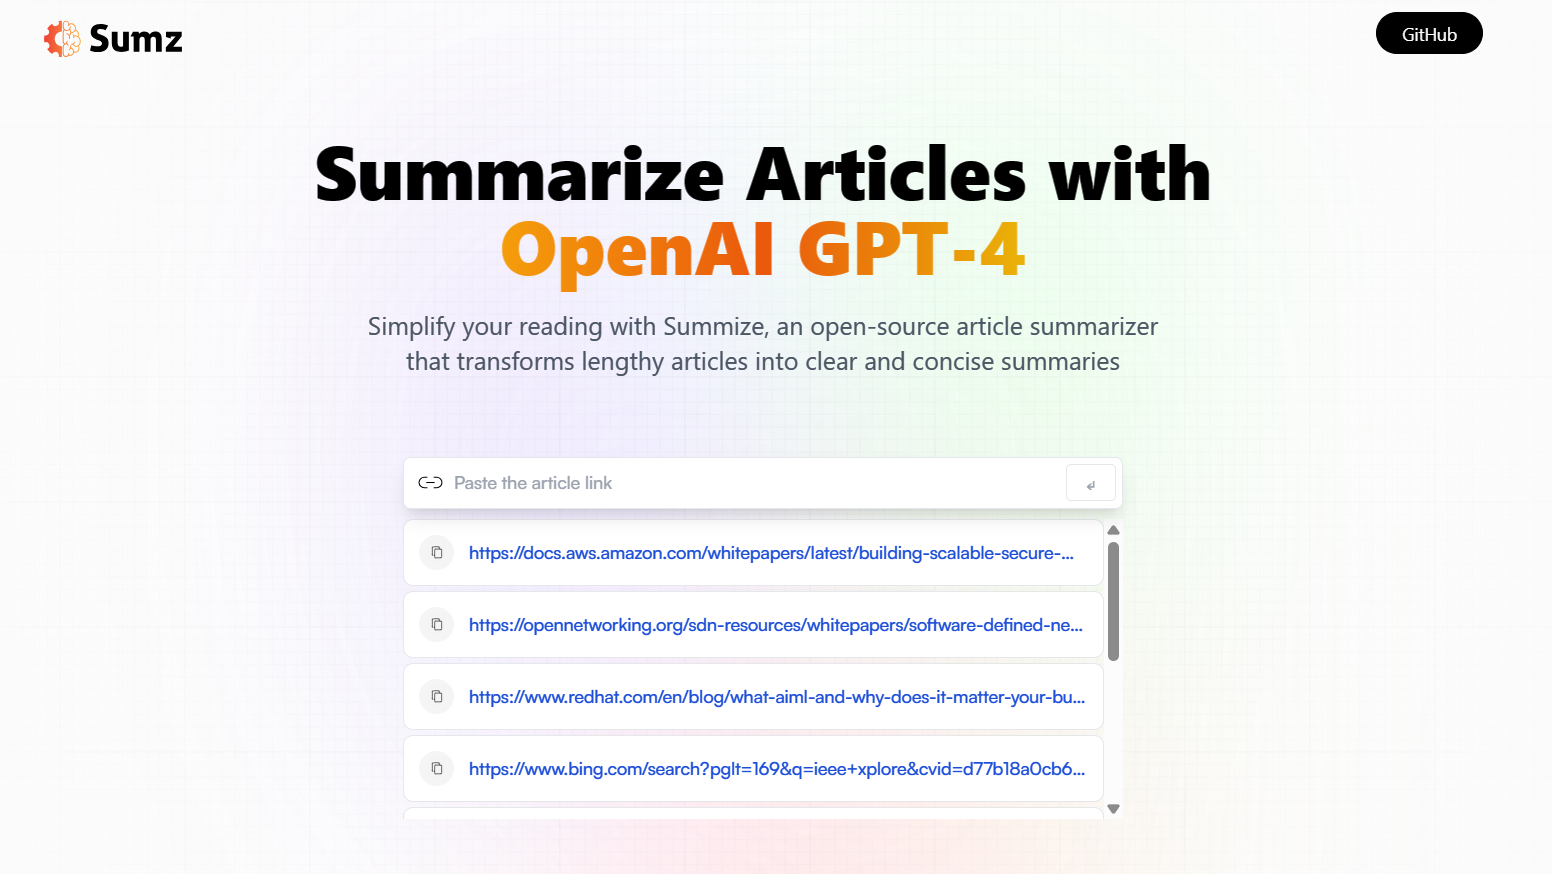 Sumz
GitHub
Summarize Articles with
OpenAI GPT-4
Simplify your reading with Summize, an open-source article summarizer
that transforms lengthy articles into clear and concise summaries
Paste the article link
https://docs.aws.amazon.com/whitepapers/latest/building-scalable-secure-...
https://opennetworking.org/sdn-resources/whitepapers/software-defined-ne...
https://www.redhat.com/en/blog/what-aiml-and-why-does-it-matter-your-bu...
https://www.bing.com/search?pglt=169&q=ieee+xplore&cvid=d77b18a0cb6...